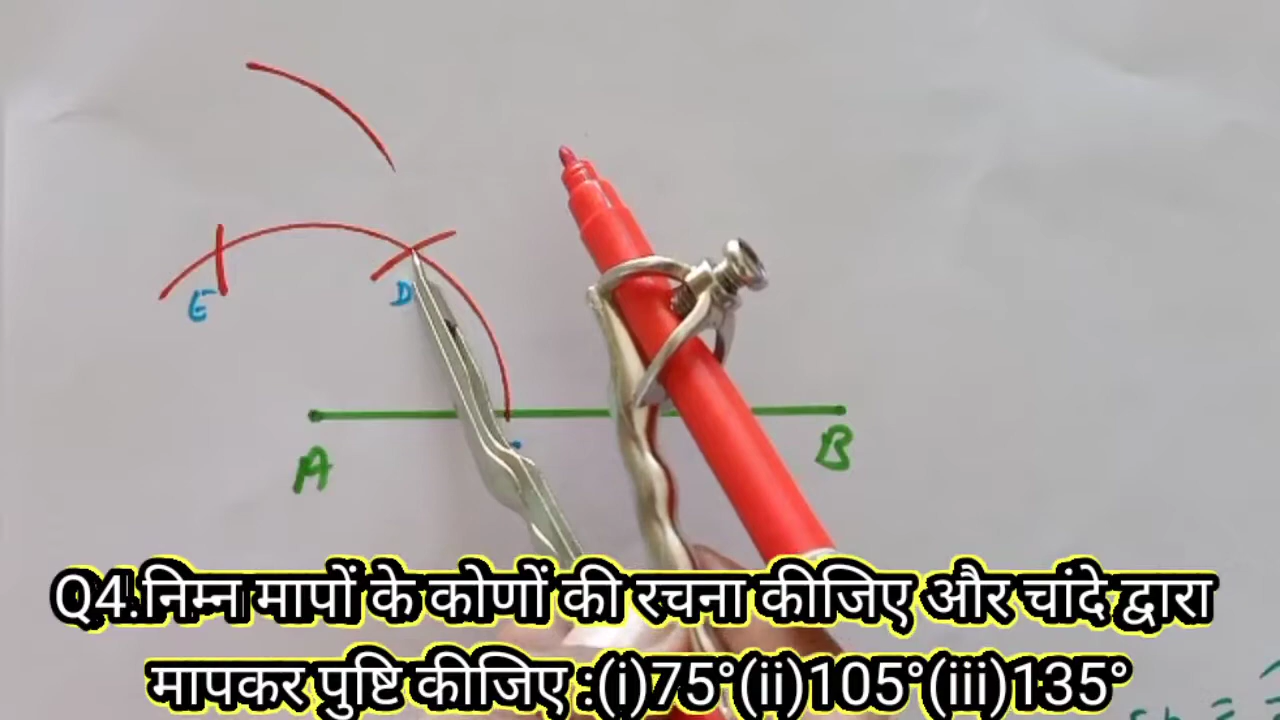 E
D
A
B
Q4.निम्न मापों के कोणों की रचना कीजिए और चांदे द्वारा
मापकर पुष्टि कीजिए :(i)75°(ii)105°(iii)135°